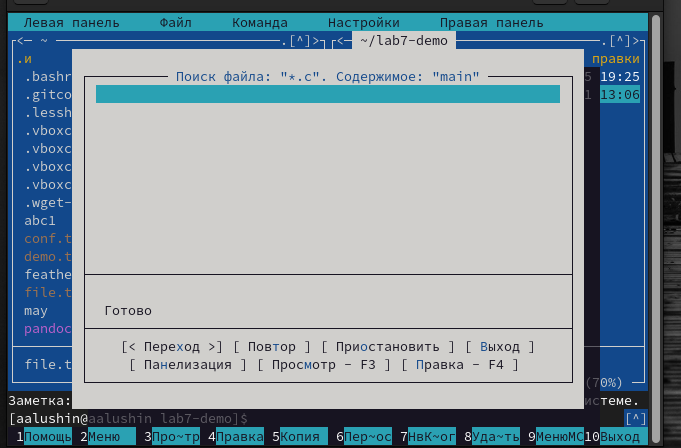 Левая панель Файл Команда Настройки Правая панель
~ .[^]> ~/lab7-demo .[^]>
.и правки
.bashr 5 19:25
Поиск файла: "*.c". Содержимое: "main"
.gitco 1 13:06
.lessh
.vboxc
.vboxc
.vboxc
.vboxc
.wget-
abc1
conf.t
demo.t
feathe
file.t
may
Готово
pandoc
[< Переход >] [ Повтор ] [ Приостановить ] [ Выход ]
file.t [ Панелизация ] [ Просмотр - F3 ] [ Правка - F4 ]
(70%)
Заметка: истеме.
[aalushin@aalushin lab7-demo]$ [^]
1Помощь 2Меню 3Про~тр 4Правка 5Копия 6Пер~ос 7НвК~ог 8Уда~ть 9МенюMC 10Выход